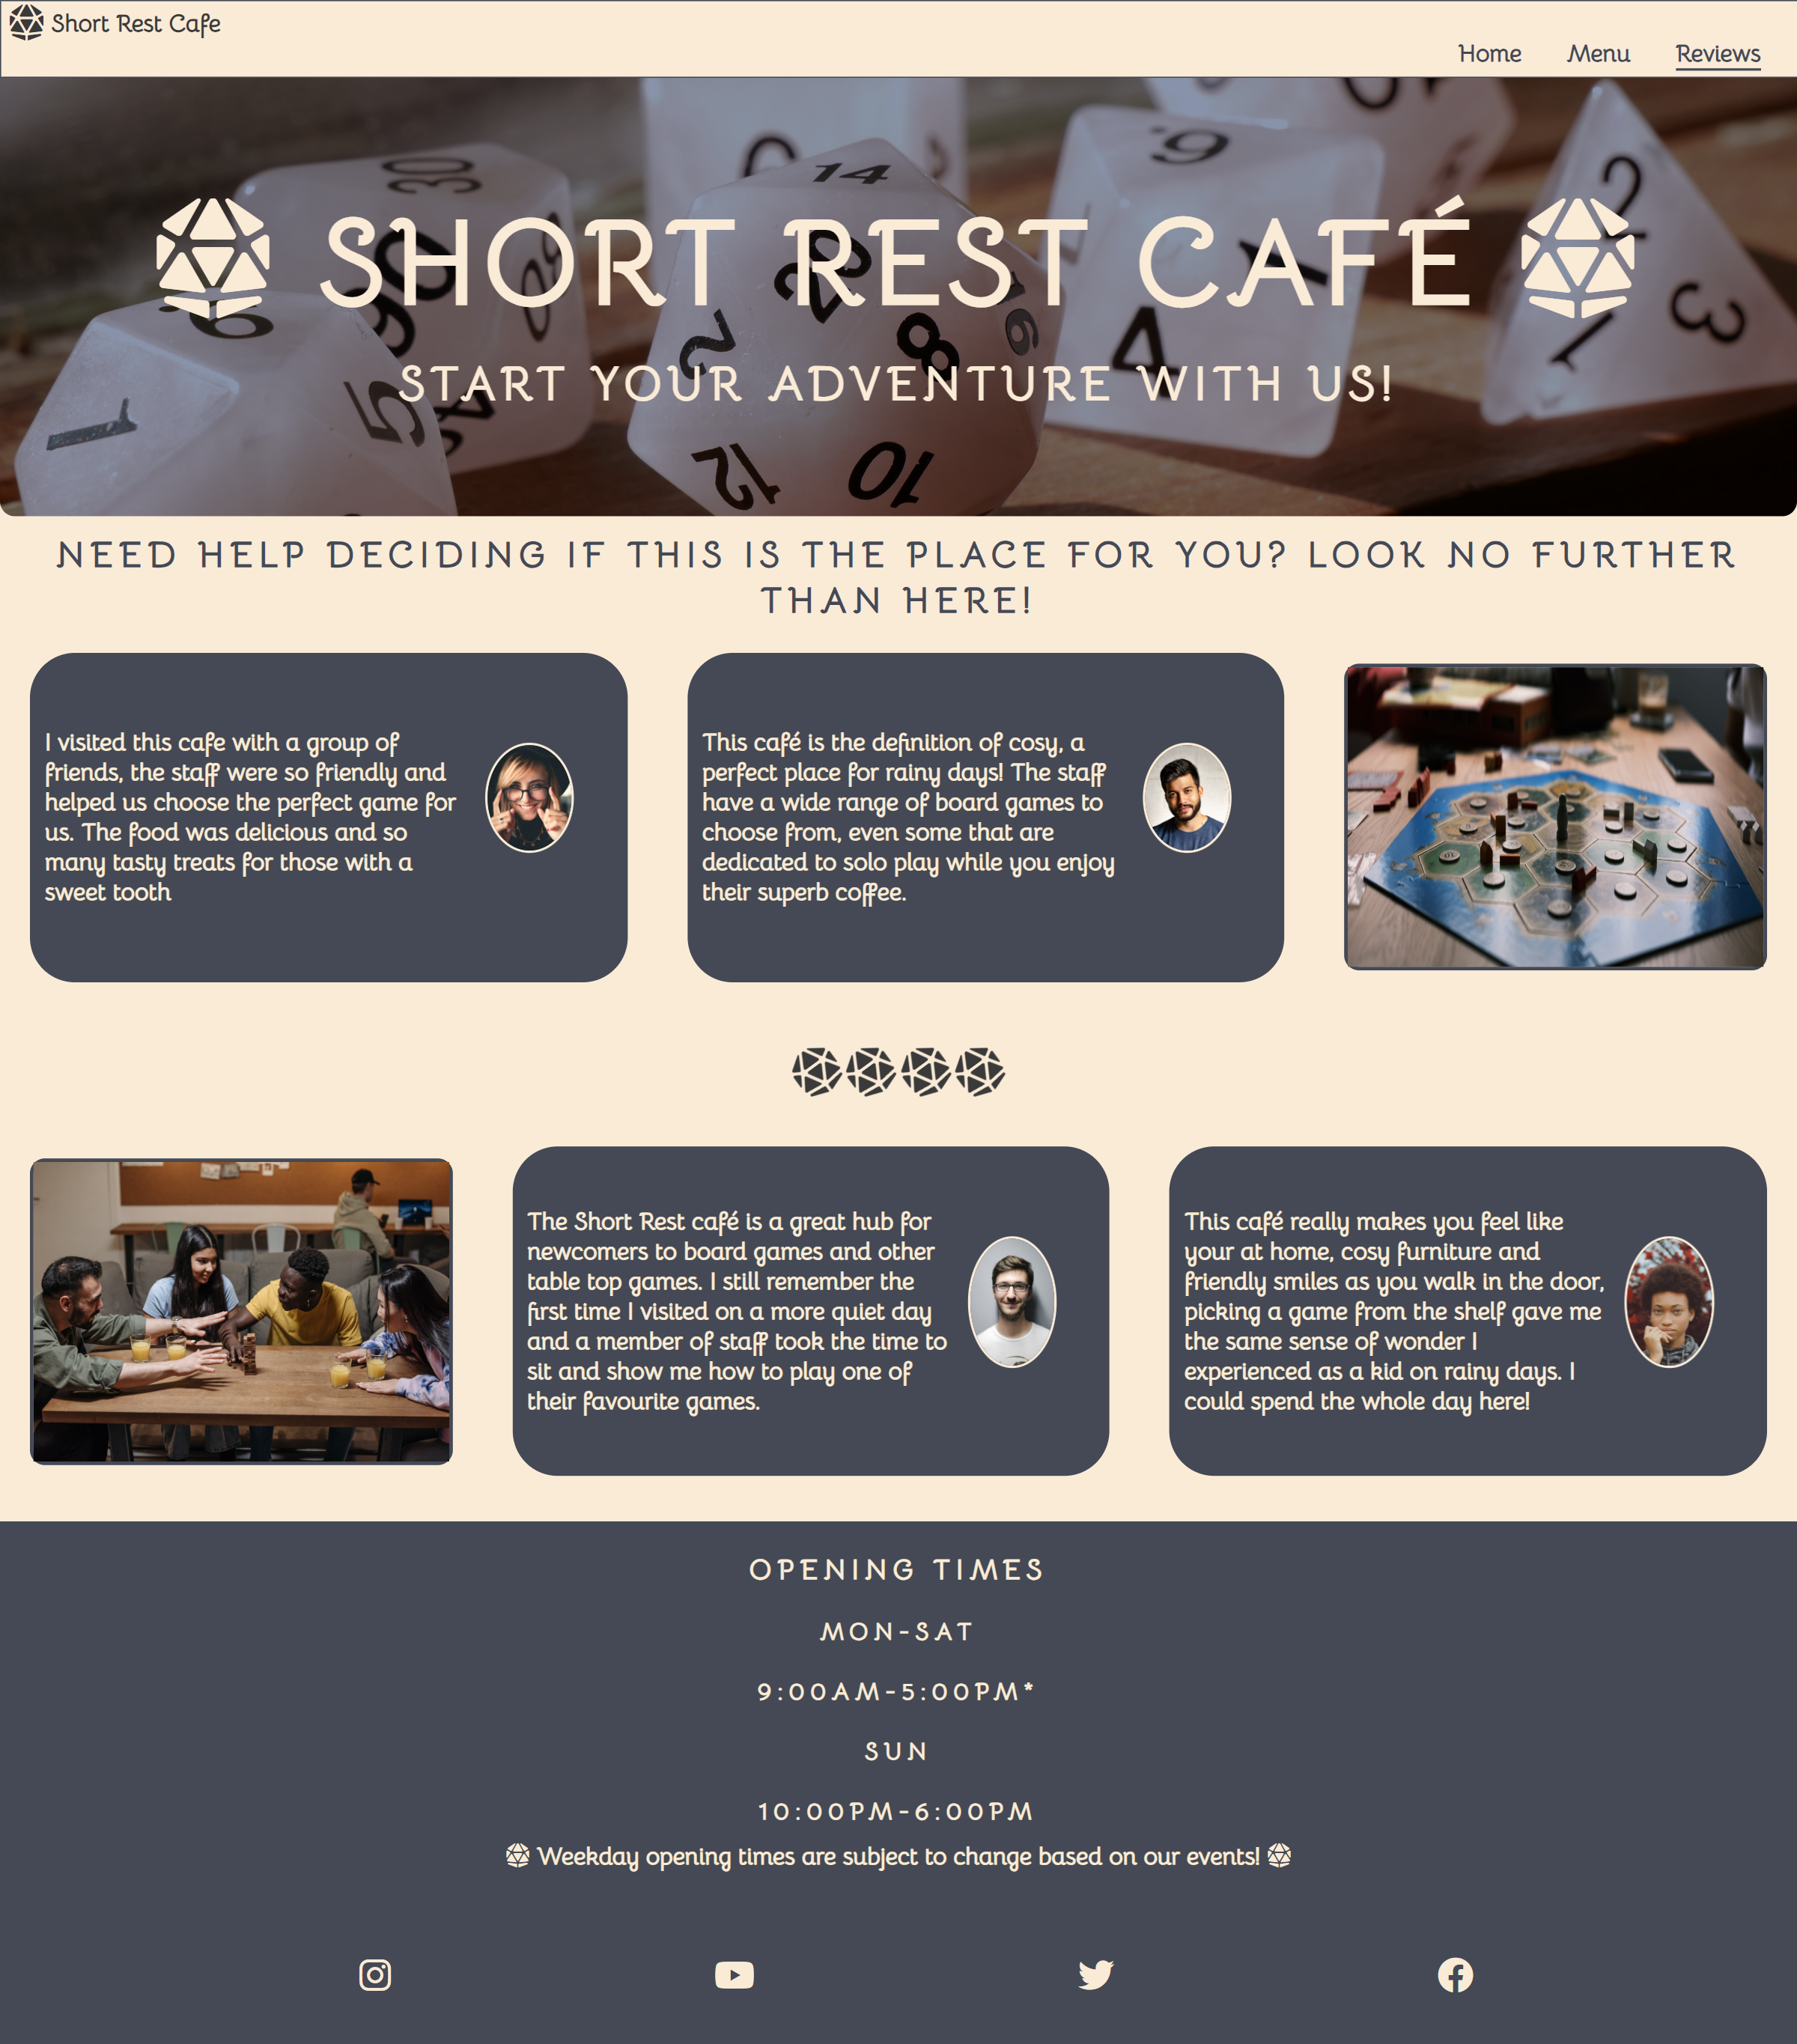 Short Rest Cafe
Home Menu Reviews
SHORT REST CAFÉ
START YOUR ADVENTURE WITH US!
NEED HELP DECIDING IF THIS IS THE PLACE FOR YOU? LOOK NO FURTHER
THAN HERE!
I visited this cafe with a group of
friends, the staff were so friendly and
helped us choose the perfect game for
us. The food was delicious and so
many tasty treats for those with a
sweet tooth
This café is the definition of cosy, a
perfect place for rainy days! The staff
have a wide range of board games to
choose from, even some that are
dedicated to solo play while you enjoy
their superb coffee.
The Short Rest café is a great hub for
newcomers to board games and other
table top games. I still remember the
first time I visited on a more quiet day
and a member of staff took the time to
sit and show me how to play one of
their favourite games.
This café really makes you feel like
your at home, cosy furniture and
friendly smiles as you walk in the door,
picking a game from the shelf gave me
the same sense of wonder I
experienced as a kid on rainy days. I
could spend the whole day here!
OPENING TIMES
MON-SAT
9:00AM-5:00PM*
SUN
10:00PM-6:00PM
Weekday opening times are subject to change based on our events!